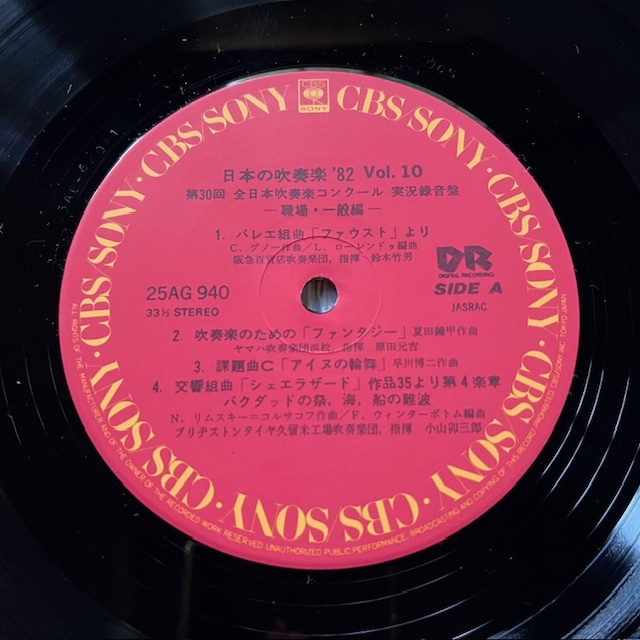 CBS
SONY
CBS/SONY · CBS/SONY · CBS/SONY · CBS/SONY · CBS/SONY · CBS/SONY · CBS/SONY · CBS/SONY
日本の吹奏楽 '82 Vol. 10
第30回 全日本吹奏楽コンクール 実況録音盤
—職場・一般編—
1. バレエ組曲「ファウスト」より
C. グノー作曲/L. ローレンドゥ編曲
阪急百貨店吹奏楽団, 指揮・鈴木竹男
DR
DIGITAL RECORDING
SIDE A
JASRAC
25AG 940
33⅓ STEREO
2. 吹奏楽のための「ファンタジー」夏田鐘甲作曲
ヤマハ吹奏楽団浜松, 指揮 原田元吉
3. 課題曲C「アイヌの輪舞」早川博二作曲
4. 交響組曲「シェエラザード」作品35より第4楽章
バクダッドの祭, 海, 船の難波
N. リムスキー=コルサコフ作曲/F. ウィンターボトム編曲
ブリヂストンタイヤ久留米工場吹奏楽団, 指揮 小山卯三郎
ALL RIGHTS OF THE MANUFACTURER AND OF THE OWNER OF THE RECORDED WORK RESERVED. UNAUTHORIZED PUBLIC PERFORMANCE, BROADCASTING AND COPYING OF THIS RECORD PROHIBITED. CBS/SONY INC. TOKYO JAPAN